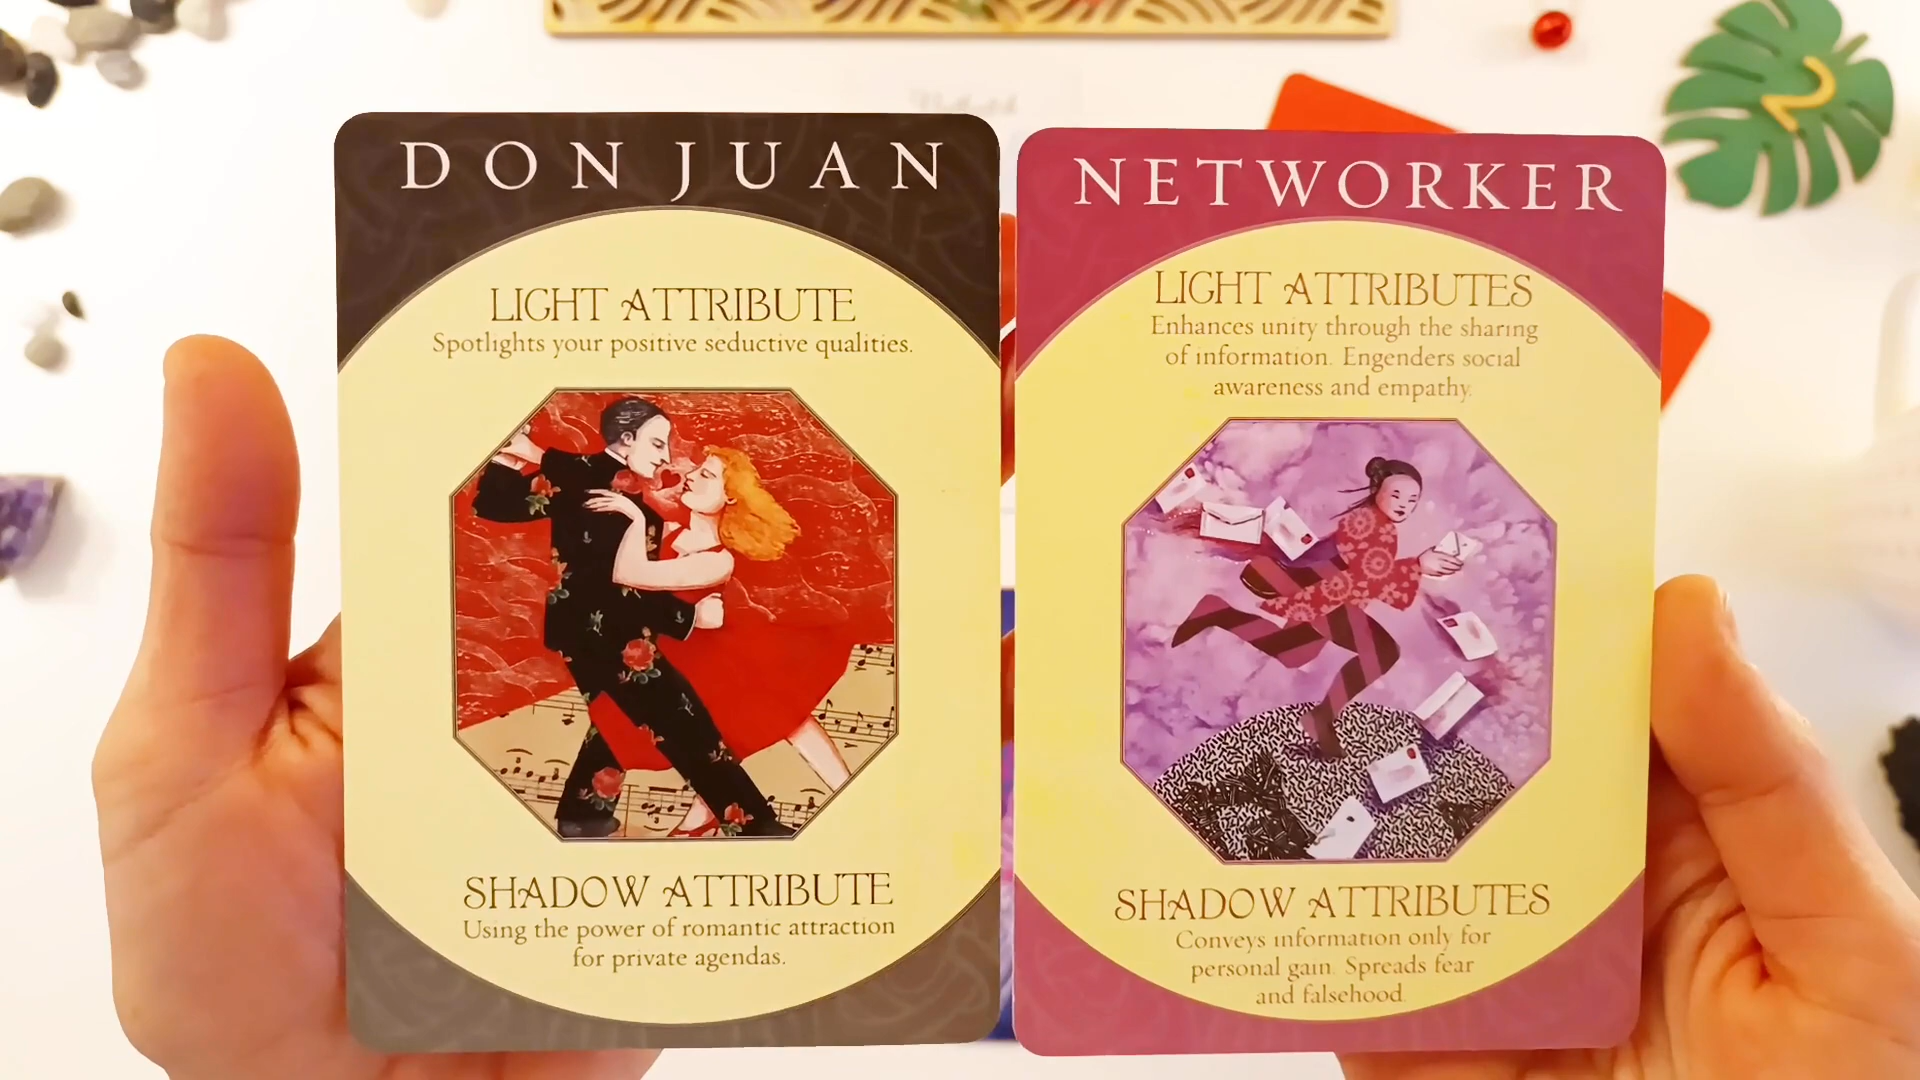 DON JUAN
LIGHT ATTRIBUTE
Spotlights your positive seductive qualities.
SHADOW ATTRIBUTE
Using the power of romantic attraction
for private agendas.
NETWORKER
LIGHT ATTRIBUTES
Enhances unity through the sharing
of information. Engenders social
awareness and empathy.
SHADOW ATTRIBUTES
Conveys information only for
personal gain. Spreads fear
and falsehood.
2